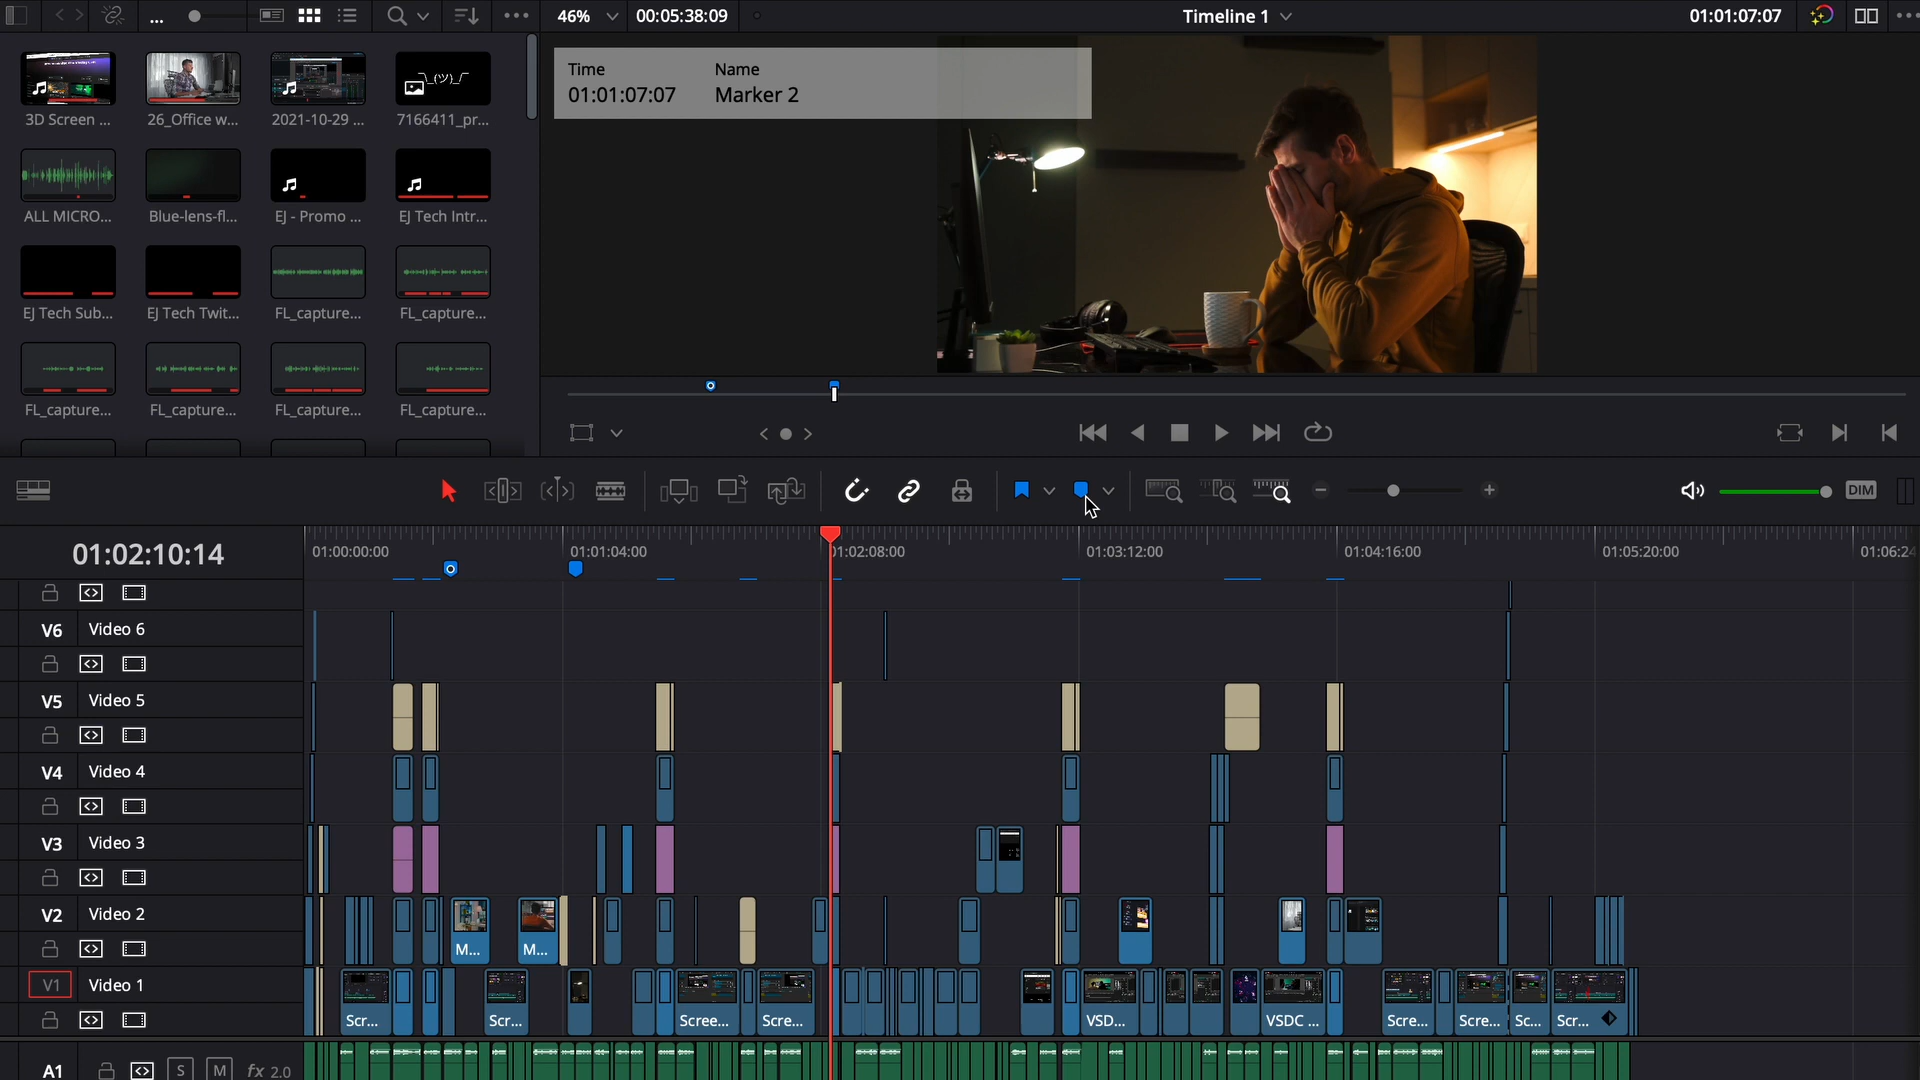 ...
46%
00:05:38:09
Timeline 1
01:01:07:07
Time
Name
01:01:07:07
Marker 2
3D Screen ...
26_Office w...
2021-10-29 ...
7166411_pr...
ALL MICRO...
Blue-lens-fl...
EJ - Promo ...
EJ Tech Intr...
EJ Tech Sub...
EJ Tech Twit...
FL_capture...
FL_capture...
FL_capture...
FL_capture...
FL_capture...
FL_capture...
DIM
01:02:10:14
01:00:00:00
01:01:04:00
01:02:08:00
01:03:12:00
01:04:16:00
01:05:20:00
01:06:24
V6
Video 6
V5
Video 5
V4
Video 4
V3
Video 3
V2
Video 2
M...
M...
V1
Video 1
Scr...
Scr...
Scree...
Scre...
VSD...
VSDC ...
Scre...
Scre...
Sc...
Scr...
A1
S
M
fx
2.0